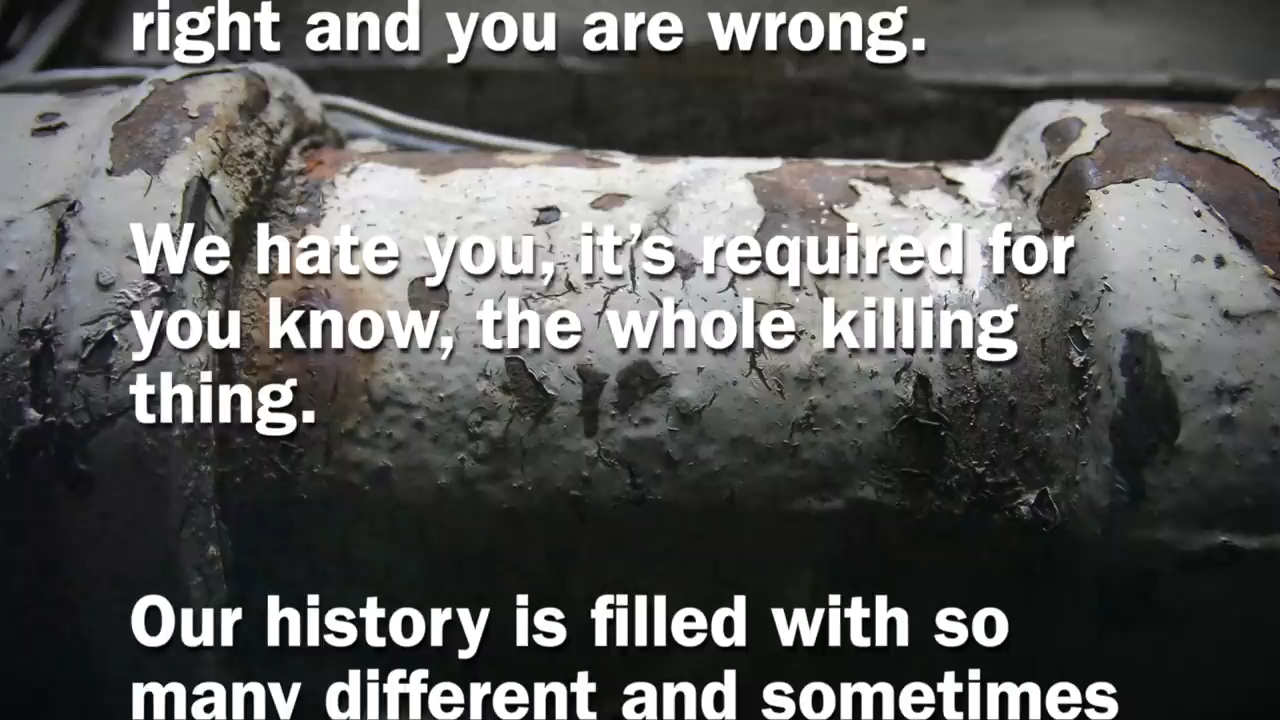 right and you are wrong.
We hate you, it’s required for
you know, the whole killing
thing.
Our history is filled with so
many different and sometimes